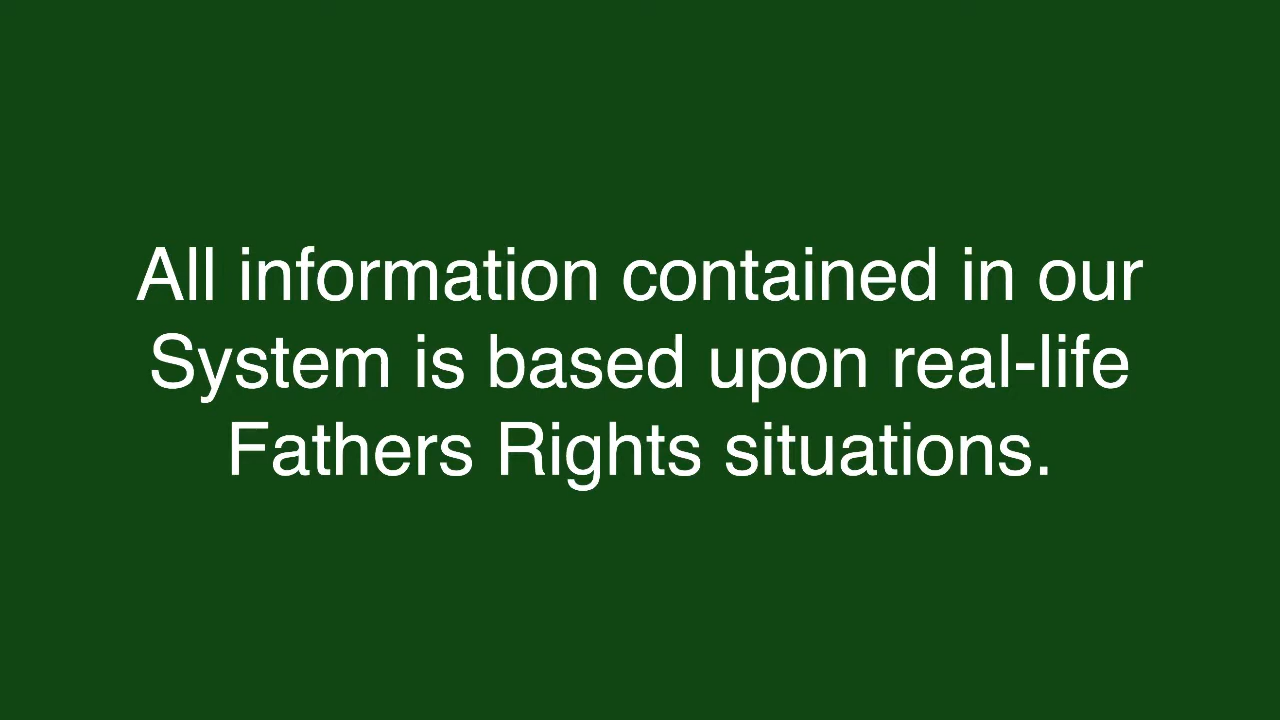 All information contained in our
System is based upon real-life
Fathers Rights situations.